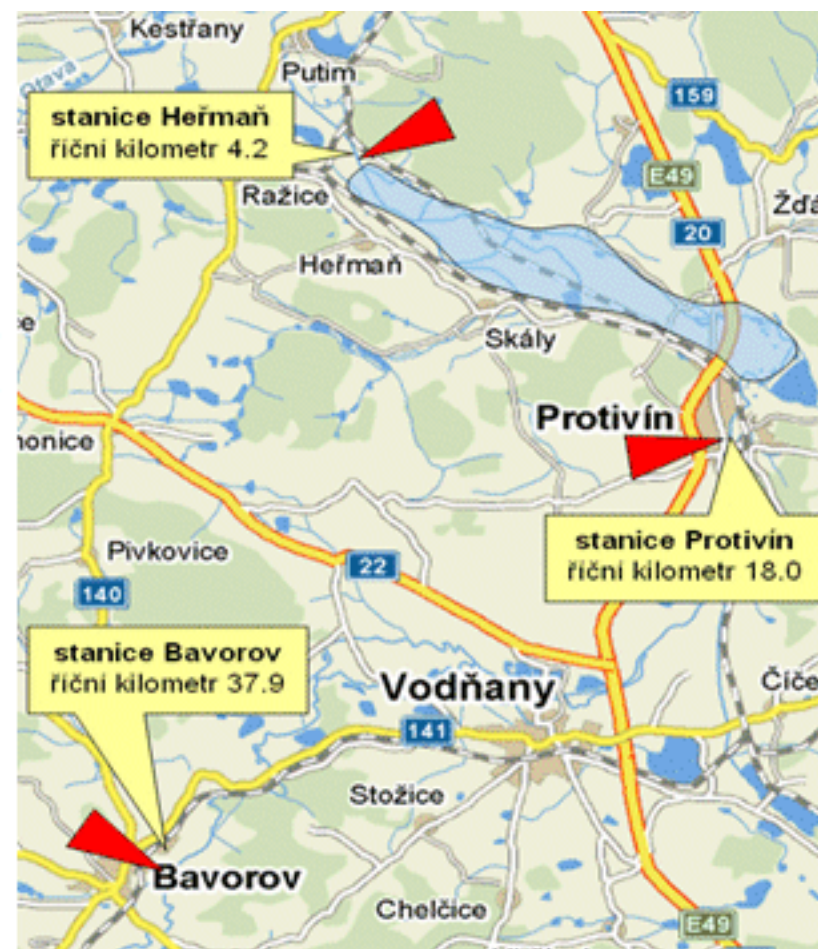 Kestřany
Putim
Otava
159
stanice Heřmaň
říční kilometr 4.2
E49
Ražice
Žďá
20
Heřmaň
Skály
Protivín
honice
stanice Protivín
říční kilometr 18.0
Pivkovice
22
140
stanice Bavorov
říční kilometr 37.9
Vodňany
Číče
141
Stožice
Bavorov
Chelčice
E49